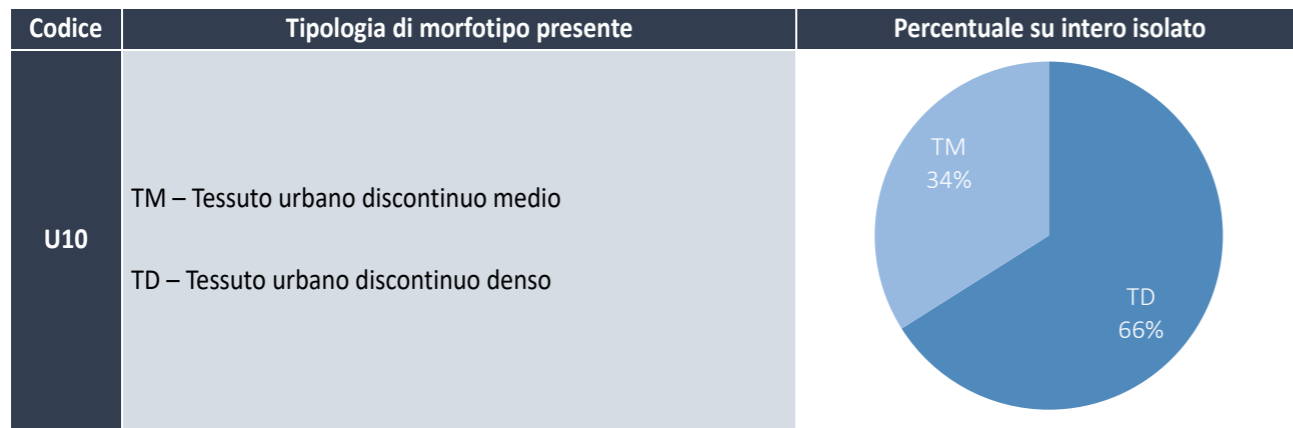 Codice Tipologia di morfotipo presente Percentuale su intero isolato
U10
TM – Tessuto urbano discontinuo medio
TD – Tessuto urbano discontinuo denso
TM
34%
TD
66%